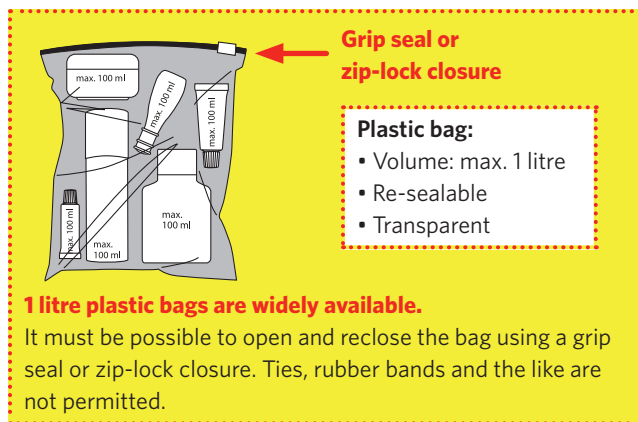 Grip seal or
zip-lock closure
max. 100 ml
max. 100 ml
max. 100 ml
max. 100 ml
max.
100 ml
max.
100 ml
Plastic bag:
• Volume: max. 1 litre
• Re-sealable
• Transparent
1 litre plastic bags are widely available.
It must be possible to open and reclose the bag using a grip
seal or zip-lock closure. Ties, rubber bands and the like are
not permitted.